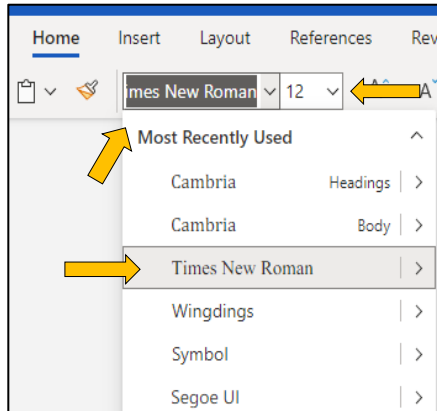 Home Insert Layout References Rev
imes New Roman 12 A A
Most Recently Used
Cambria Headings
Cambria Body
Times New Roman
Wingdings
Symbol
Segoe UI